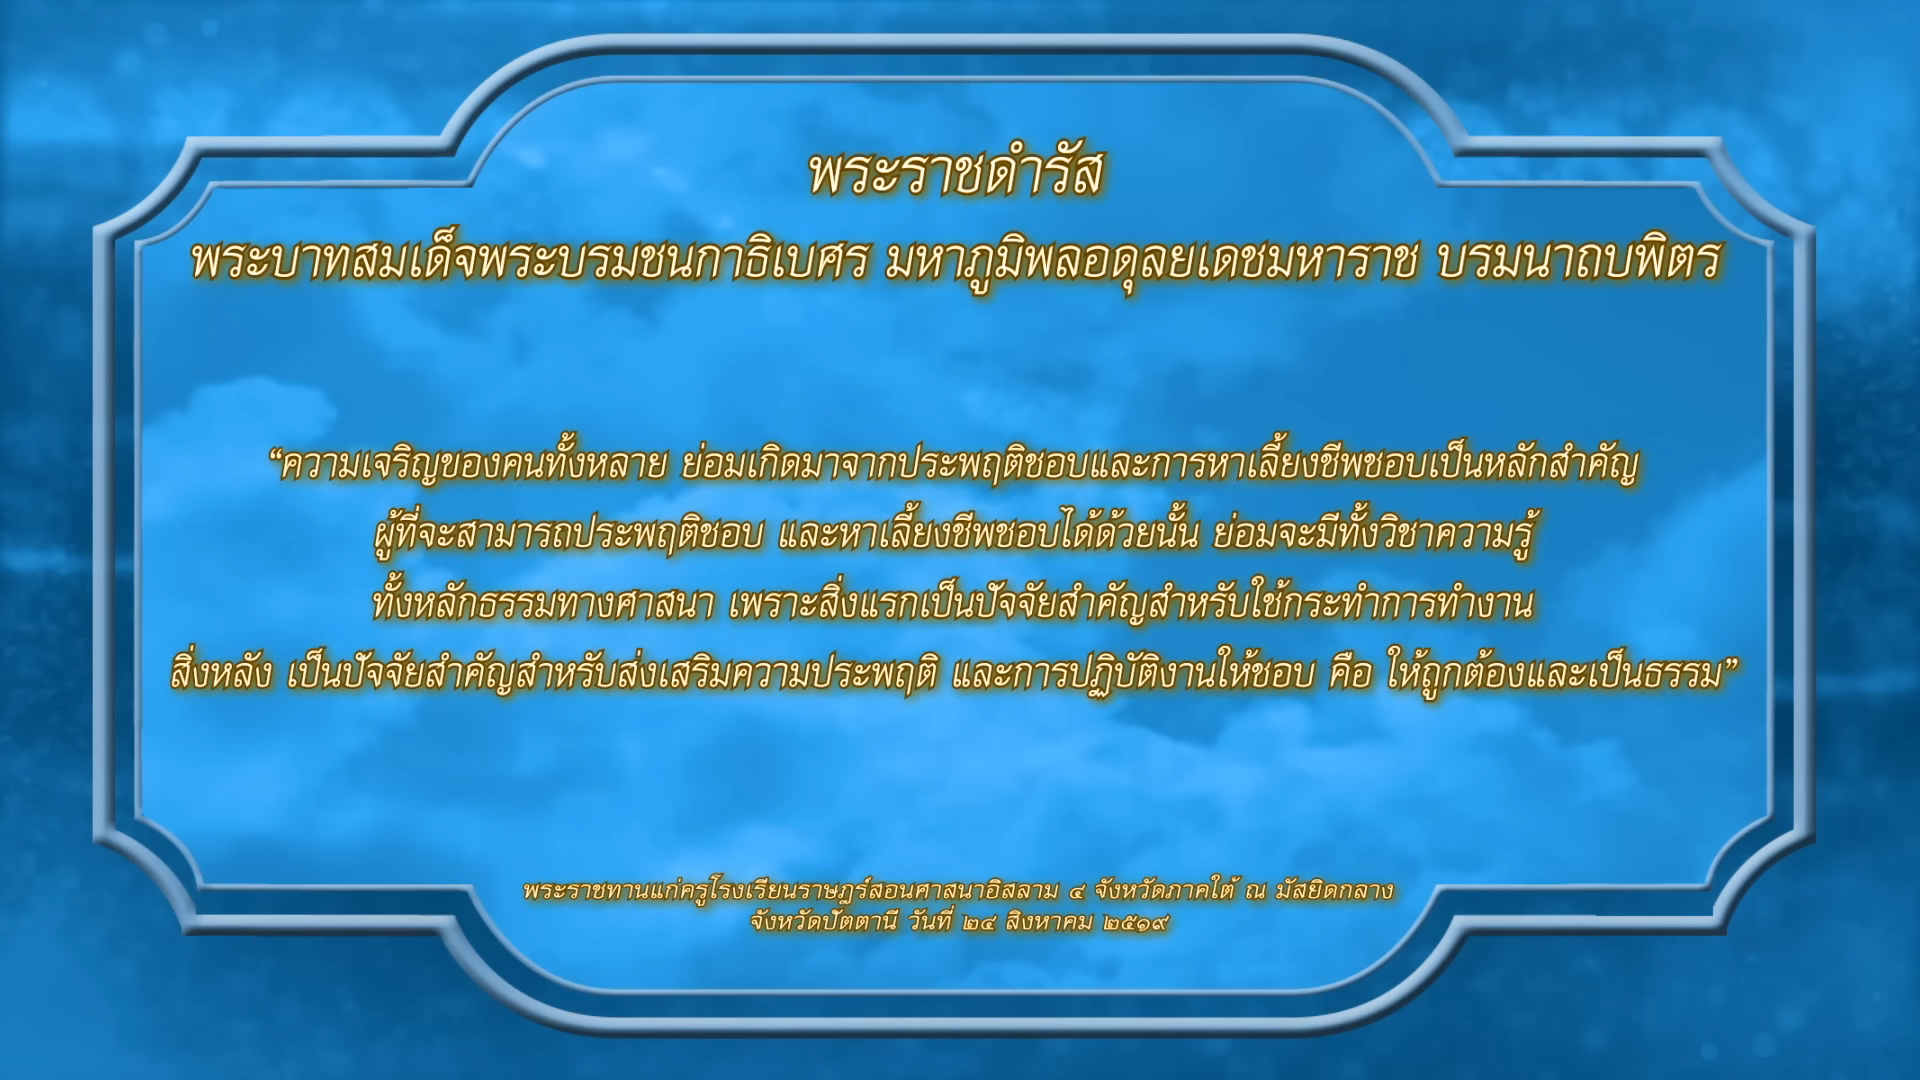 พระราชดำรัส
พระบาทสมเด็จพระบรมชนกาธิเบศร มหาภูมิพลอดุลยเดชมหาราช บรมนาถบพิตร
“ความเจริญของคนทั้งหลาย ย่อมเกิดมาจากประพฤติชอบและการหาเลี้ยงชีพชอบเป็นหลักสำคัญ
ผู้ที่จะสามารถประพฤติชอบ และหาเลี้ยงชีพชอบได้ด้วยนั้น ย่อมจะมีทั้งวิชาความรู้
ทั้งหลักธรรมทางศาสนา เพราะสิ่งแรกเป็นปัจจัยสำคัญสำหรับใช้กระทำการทำงาน
สิ่งหลัง เป็นปัจจัยสำคัญสำหรับส่งเสริมความประพฤติ และการปฏิบัติงานให้ชอบ คือ ให้ถูกต้องและเป็นธรรม”
พระราชทานแก่ครูโรงเรียนราษฎร์สอนศาสนาอิสลาม ๔ จังหวัดภาคใต้ ณ มัสยิดกลาง
จังหวัดปัตตานี วันที่ ๒๔ สิงหาคม ๒๕๑๙